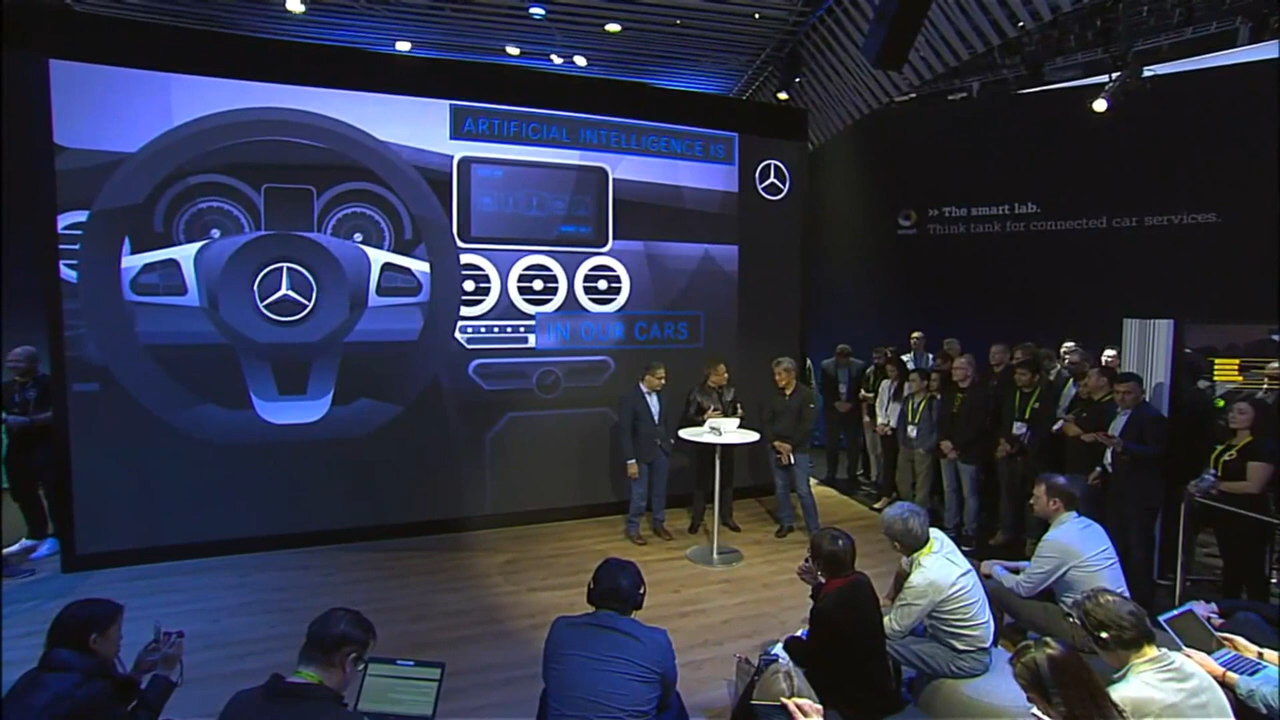 ARTIFICIAL INTELLIGENCE IS
IN OUR CARS
>> The smart lab.
Think tank for connected car services.